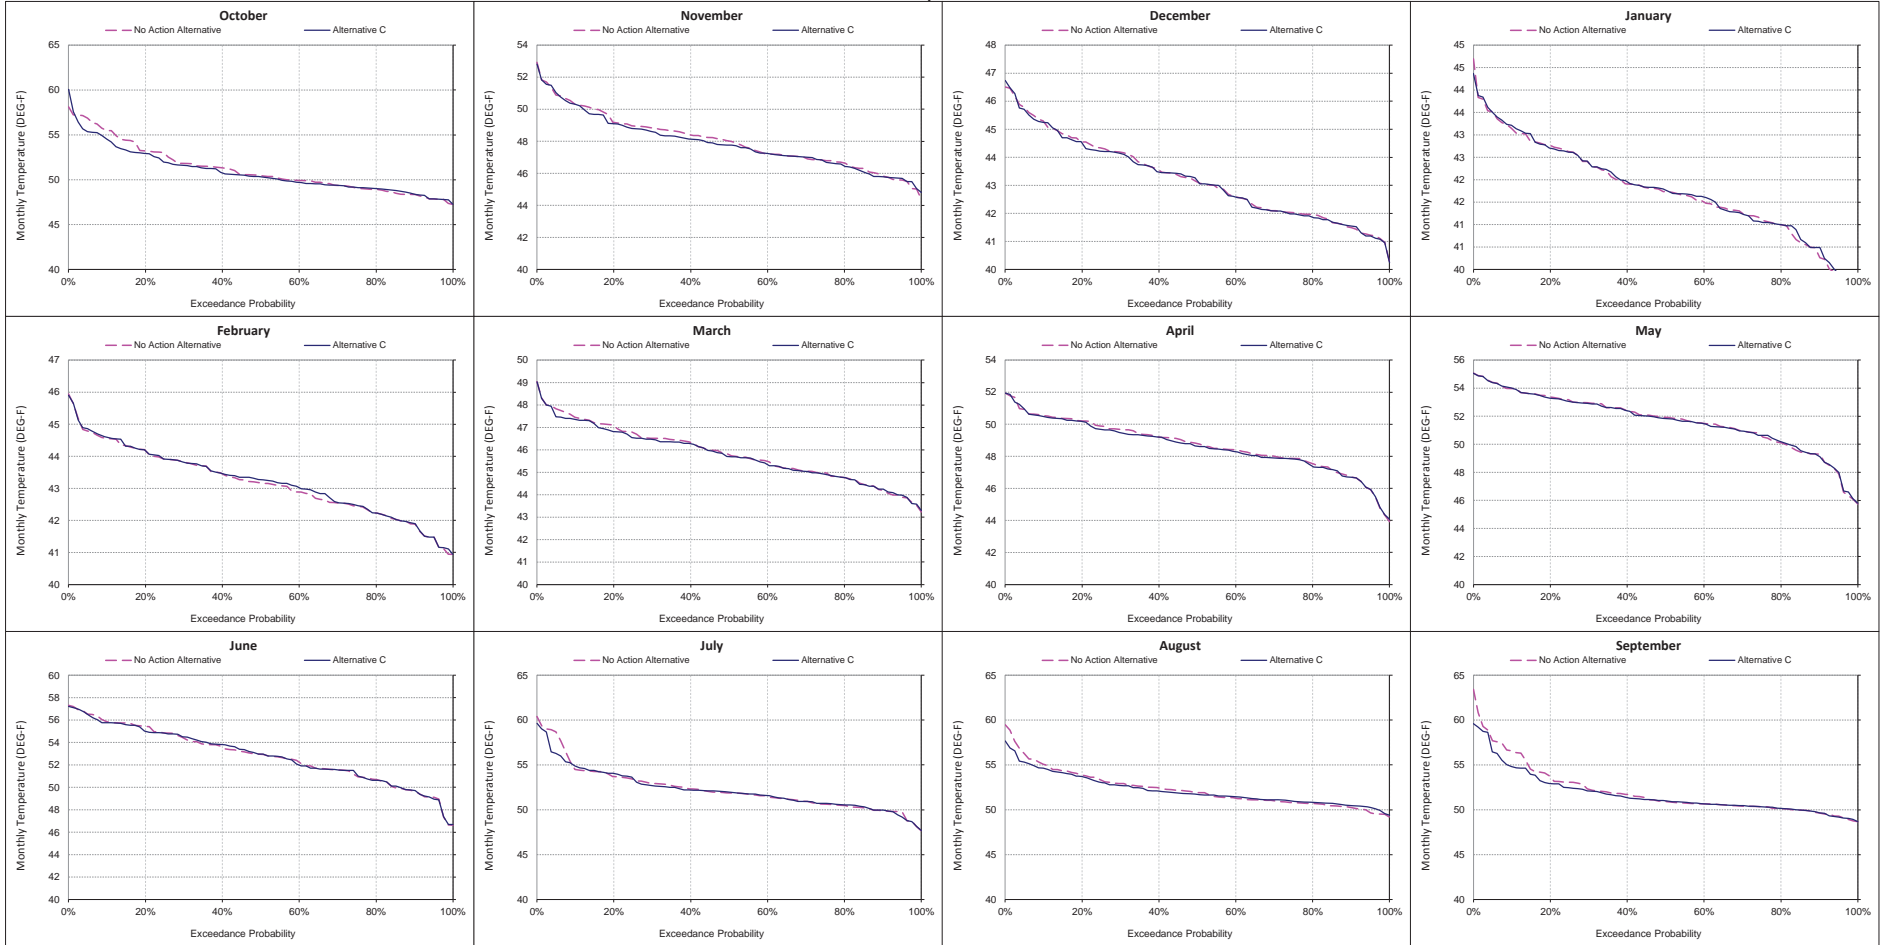 October
No Action Alternative
Alternative C
Monthly Temperature (DEG-F)
65
60
55
50
45
40
0%
20%
40%
60%
80%
100%
Exceedance Probability
November
No Action Alternative
Alternative C
Monthly Temperature (DEG-F)
54
52
50
48
46
44
42
40
0%
20%
40%
60%
80%
100%
Exceedance Probability
December
No Action Alternative
Alternative C
Monthly Temperature (DEG-F)
48
47
46
45
44
43
42
41
40
0%
20%
40%
60%
80%
100%
Exceedance Probability
January
No Action Alternative
Alternative C
Monthly Temperature (DEG-F)
45
45
44
44
43
43
42
42
41
41
40
0%
20%
40%
60%
80%
100%
Exceedance Probability
February
No Action Alternative
Alternative C
Monthly Temperature (DEG-F)
47
46
45
44
43
42
41
40
0%
20%
40%
60%
80%
100%
Exceedance Probability
March
No Action Alternative
Alternative C
Monthly Temperature (DEG-F)
50
49
48
47
46
45
44
43
42
41
40
0%
20%
40%
60%
80%
100%
Exceedance Probability
April
No Action Alternative
Alternative C
Monthly Temperature (DEG-F)
54
52
50
48
46
44
42
40
0%
20%
40%
60%
80%
100%
Exceedance Probability
May
No Action Alternative
Alternative C
Monthly Temperature (DEG-F)
56
54
52
50
48
46
44
42
40
0%
20%
40%
60%
80%
100%
Exceedance Probability
June
No Action Alternative
Alternative C
Monthly Temperature (DEG-F)
60
58
56
54
52
50
48
46
44
42
40
0%
20%
40%
60%
80%
100%
Exceedance Probability
July
No Action Alternative
Alternative C
Monthly Temperature (DEG-F)
65
60
55
50
45
40
0%
20%
40%
60%
80%
100%
Exceedance Probability
August
No Action Alternative
Alternative C
Monthly Temperature (DEG-F)
65
60
55
50
45
40
0%
20%
40%
60%
80%
100%
Exceedance Probability
September
No Action Alternative
Alternative C
Monthly Temperature (DEG-F)
65
60
55
50
45
40
0%
20%
40%
60%
80%
100%
Exceedance Probability